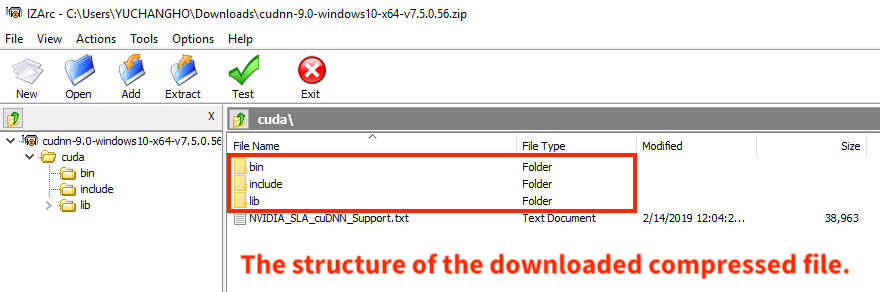 IZArc - C:\Users\YUCHANGHO\Downloads\cudnn-9.0-windows10-x64-v7.5.0.56.zip
File Actions Tools Options Help
New Open Add Extract Test Exit
X cuda\
cudnn-9.0-windows10-x64-v7.5.0.56
cuda
bin
include
lib
File Name File Type Modified Size
bin Folder
include Folder
lib Folder
NVIDIA_SLA_cuDNN_Support.txt Text Document 2/14/2019 12:04:2... 38,963
The structure of the downloaded compressed file.